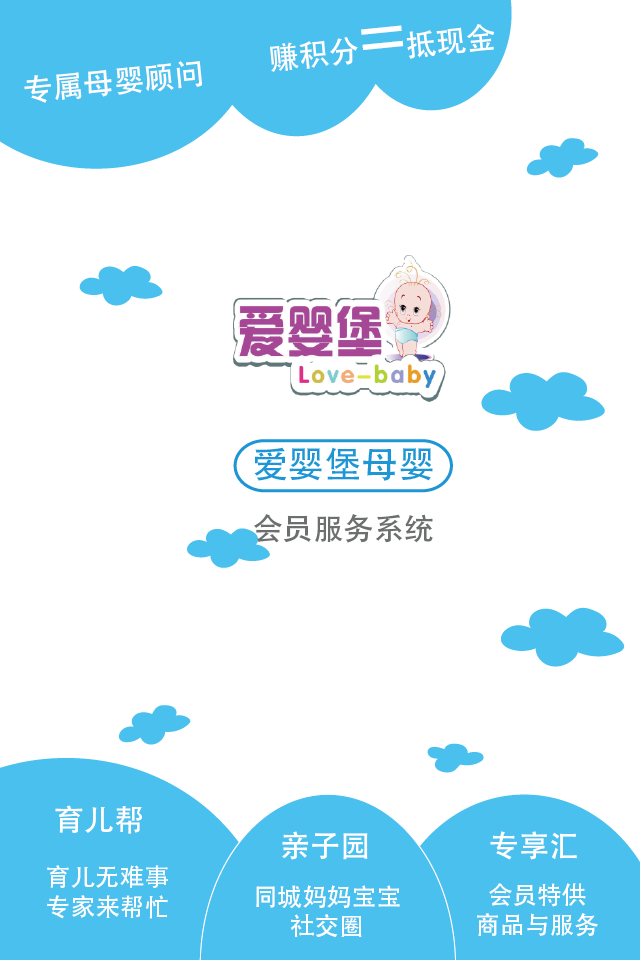 专属母婴顾问
赚积分=抵现金
爱婴堡
Love-baby
爱婴堡母婴
会员服务系统
育儿帮
育儿无难事
专家来帮忙
亲子园
同城妈妈宝宝
社交圈
专享汇
会员特供
商品与服务